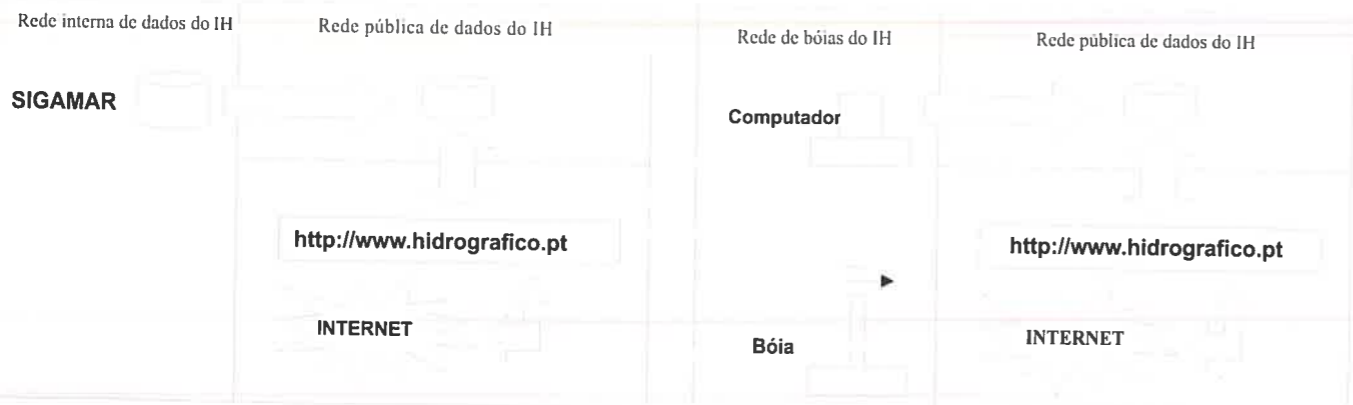 Rede interna de dados do IH
Rede pública de dados do IH
SIGAMAR
http://www.hidrografico.pt
INTERNET
Rede de bóias do IH
Rede pública de dados do IH
Computador
http://www.hidrografico.pt
Bóia
INTERNET